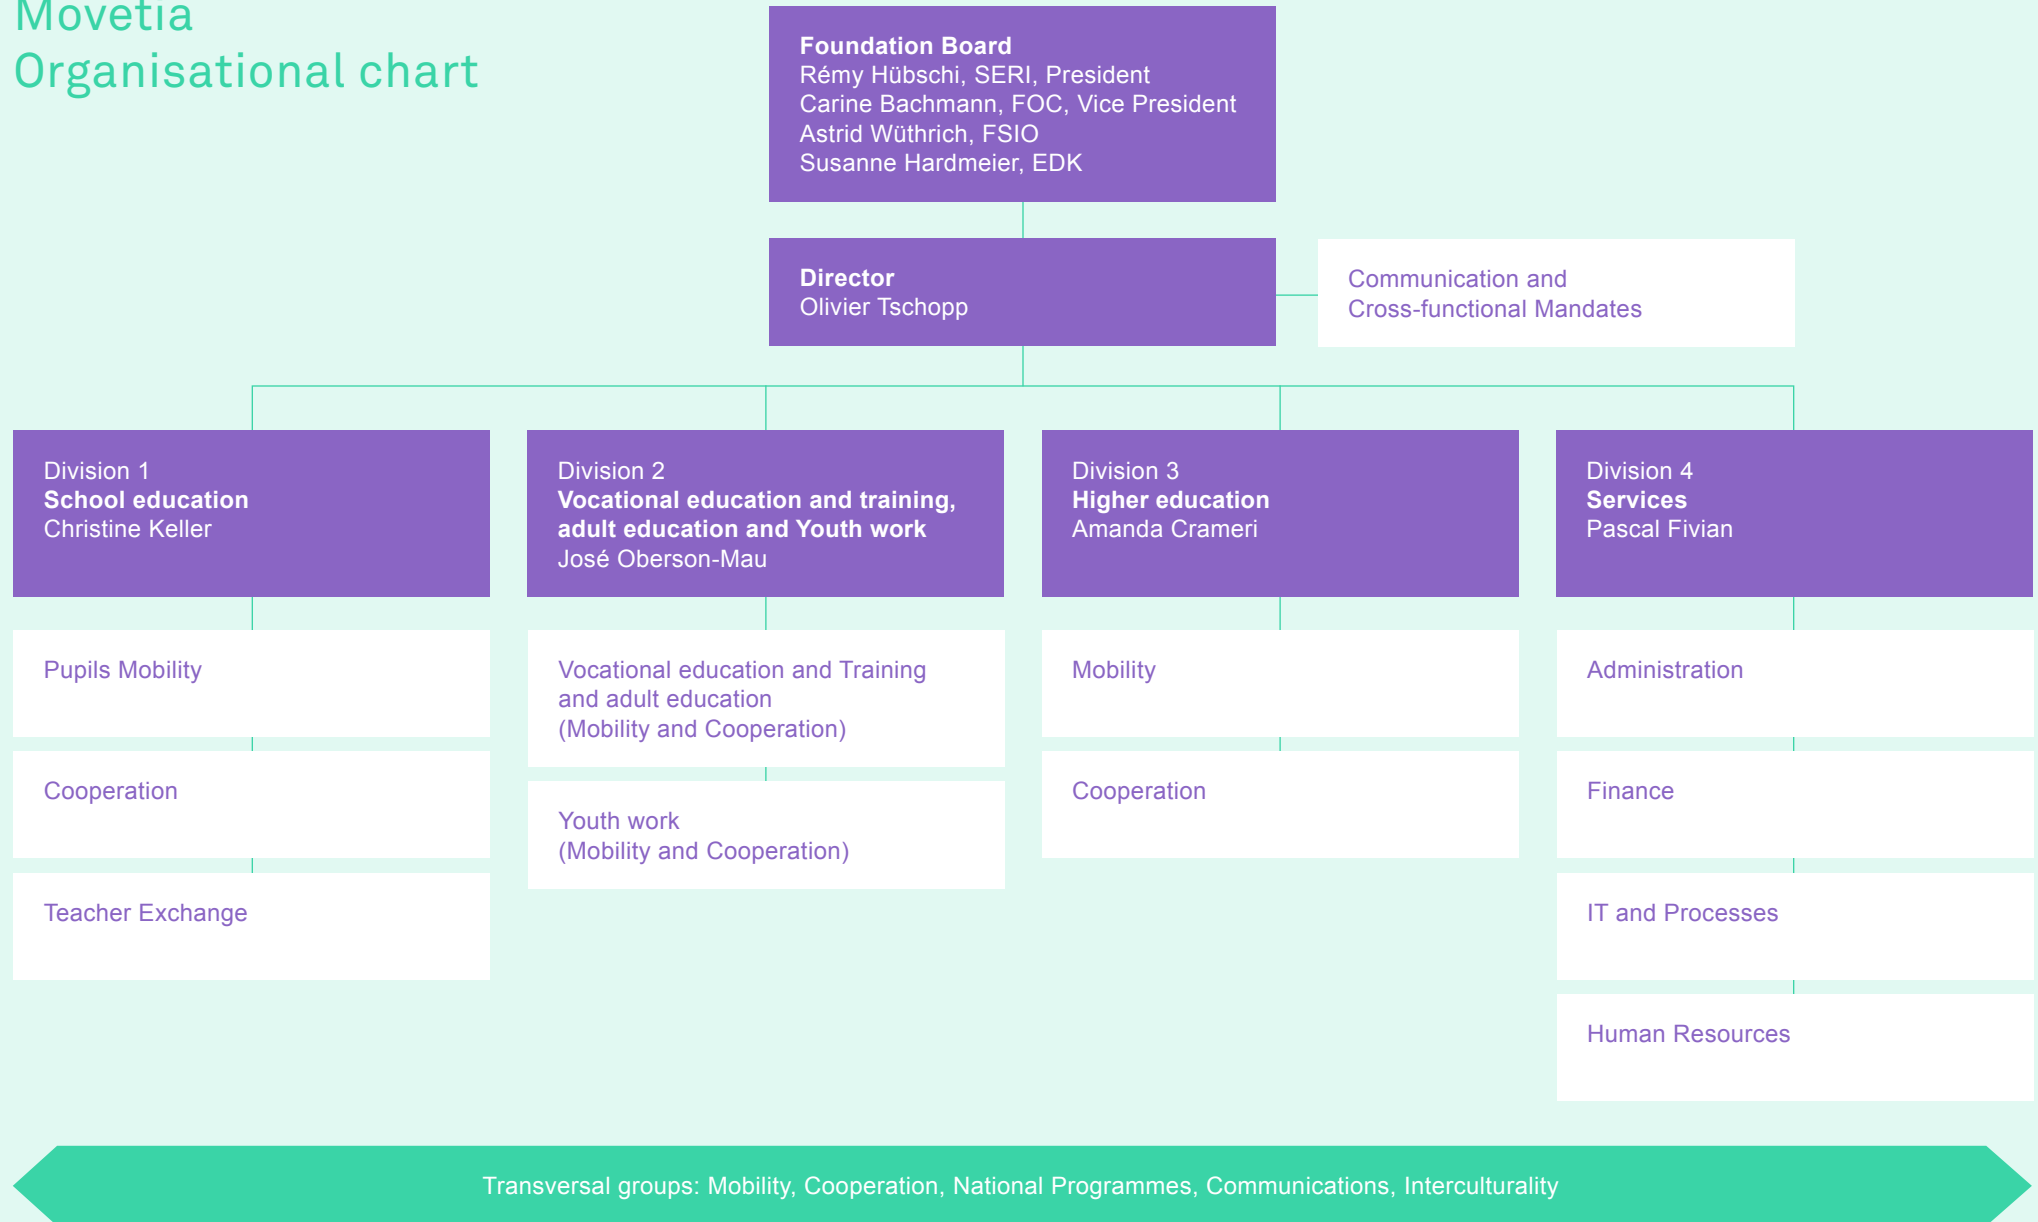 Movetia
Organisational chart
Foundation Board
Rémy Hübschi, SERI, President
Carine Bachmann, FOC, Vice President
Astrid Wüthrich, FSIO
Susanne Hardmeier, EDK
Director
Olivier Tschopp
Communication and
Cross-functional Mandates
Division 1
School education
Christine Keller
Division 2
Vocational education and training,
adult education and Youth work
José Oberson-Mau
Division 3
Higher education
Amanda Crameri
Division 4
Services
Pascal Fivian
Pupils Mobility
Cooperation
Teacher Exchange
Vocational education and Training
and adult education
(Mobility and Cooperation)
Youth work
(Mobility and Cooperation)
Mobility
Cooperation
Administration
Finance
IT and Processes
Human Resources
Transversal groups: Mobility, Cooperation, National Programmes, Communications, Interculturality